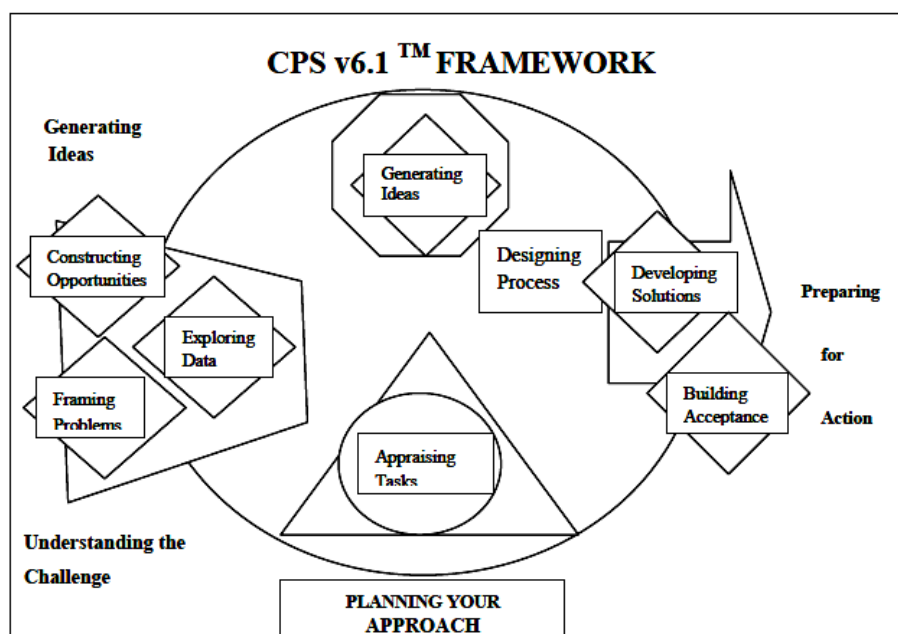 CPS v6.1 ™ FRAMEWORK
Generating
Ideas
Generating
Ideas
Constructing
Opportunities
Designing
Process
Developing
Solutions
Preparing
for
Action
Exploring
Data
Framing
Problems
Building
Acceptance
Appraising
Tasks
Understanding the
Challenge
PLANNING YOUR
APPROACH